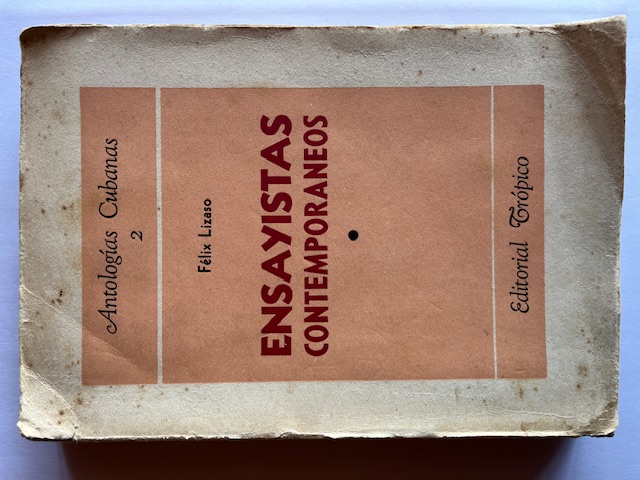 Antologías Cubanas
2
Félix Lizaso
ENSAYISTAS
CONTEMPORANEOS
Editorial Trópico